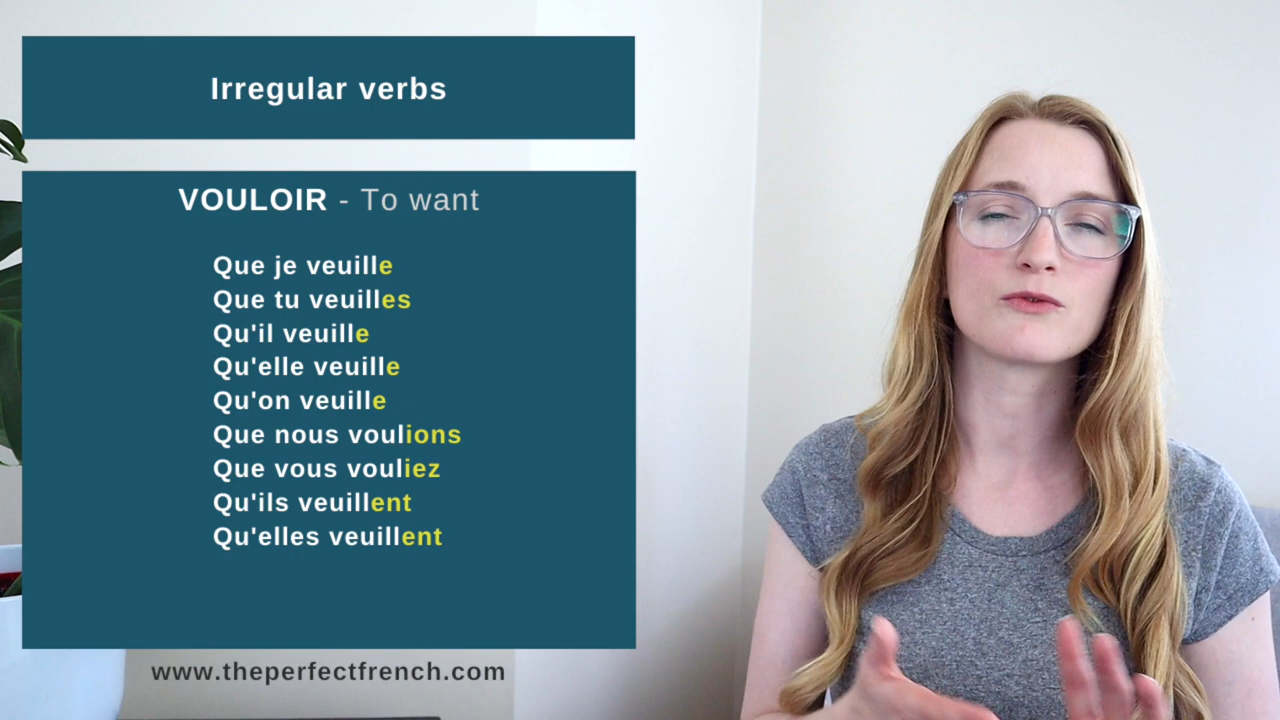 Irregular verbs
VOULOIR - To want
Que je veuille
Que tu veuilles
Qu'il veuille
Qu'elle veuille
Qu'on veuille
Que nous voulions
Que vous vouliez
Qu'ils veuillent
Qu'elles veuillent
www.theperfectfrench.com